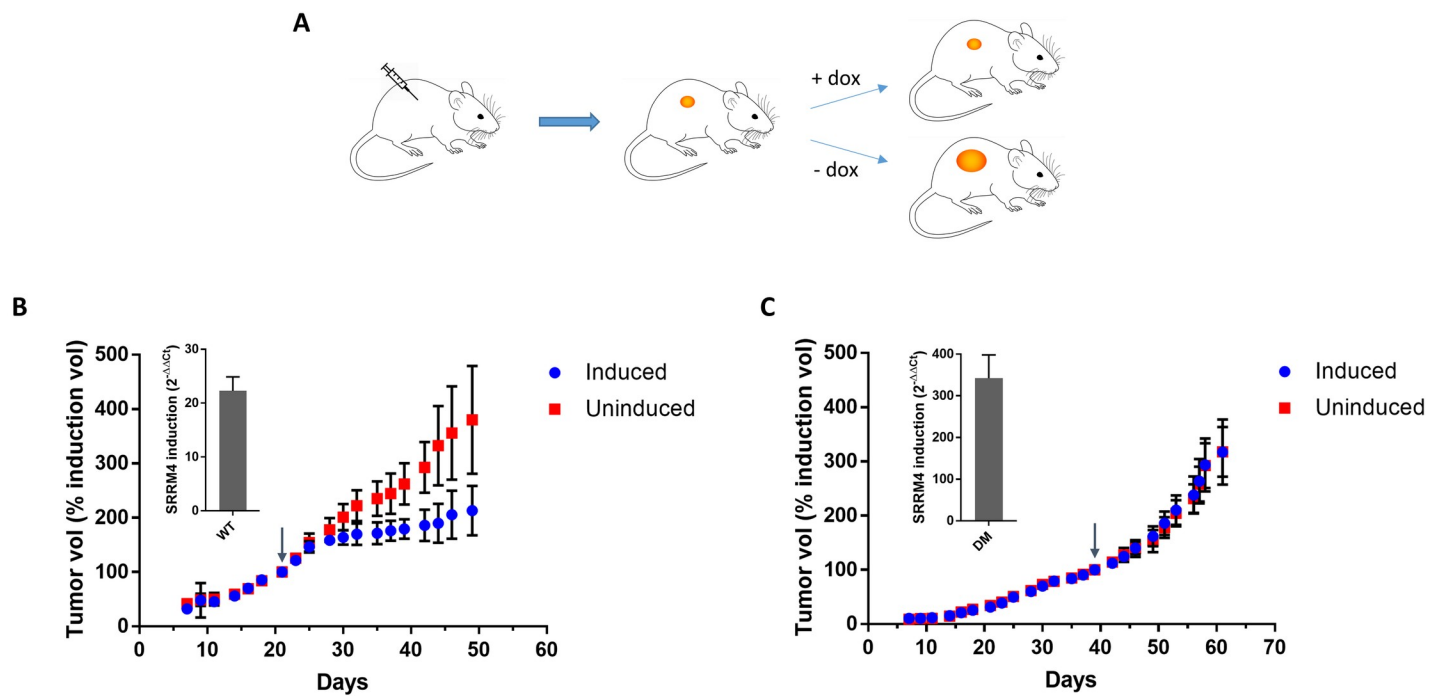 A
+ dox
- dox
B
Tumor vol (% induction vol)
500
400
300
200
100
0
0
10
20
30
40
50
60
Days
SRRM4 induction (2^-ΔΔCt)
30
20
10
0
WT
Induced
Uninduced
C
Tumor vol (% induction vol)
500
400
300
200
100
0
0
10
20
30
40
50
60
70
Days
SRRM4 induction (2^-ΔΔCt)
400
300
200
100
0
DM
Induced
Uninduced